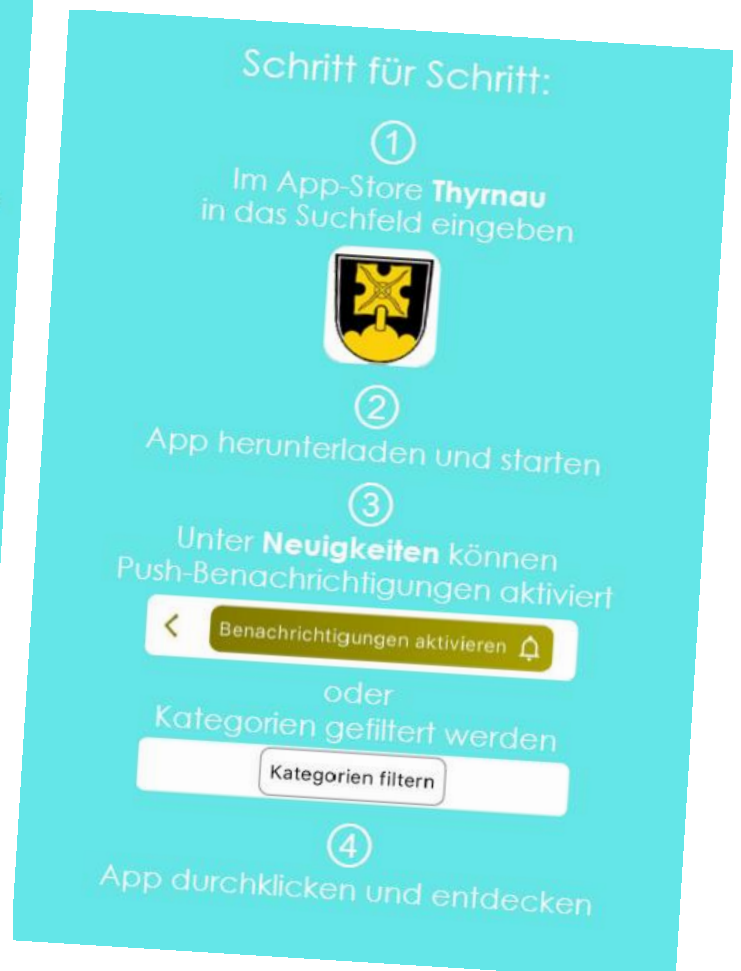 Schritt für Schritt:
1
Im App-Store Thyrnau
in das Suchfeld eingeben
2
App herunterladen und starten
3
Unter Neuigkeiten können
Push-Benachrichtigungen aktiviert
Benachrichtigungen aktivieren
oder
Kategorien gefiltert werden
Kategorien filtern
4
App durchklicken und entdecken